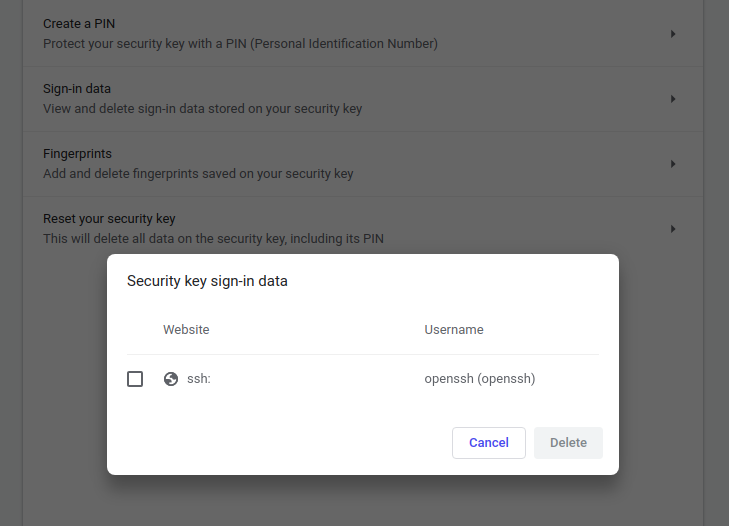 Create a PIN
Protect your security key with a PIN (Personal Identification Number)
Sign-in data
View and delete sign-in data stored on your security key
Fingerprints
Add and delete fingerprints saved on your security key
Reset your security key
This will delete all data on the security key, including its PIN
Security key sign-in data
Website Username
ssh: openssh (openssh)
Cancel Delete